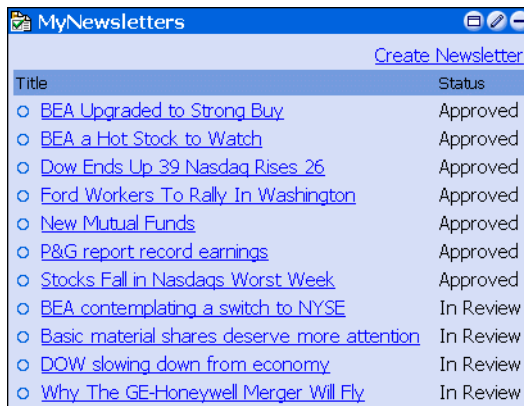 MyNewsletters
Create Newsletter
Title Status
BEA Upgraded to Strong Buy Approved
BEA a Hot Stock to Watch Approved
Dow Ends Up 39 Nasdaq Rises 26 Approved
Ford Workers To Rally In Washington Approved
New Mutual Funds Approved
P&G report record earnings Approved
Stocks Fall in Nasdaqs Worst Week Approved
BEA contemplating a switch to NYSE In Review
Basic material shares deserve more attention In Review
DOW slowing down from economy In Review
Why The GE-Honeywell Merger Will Fly In Review